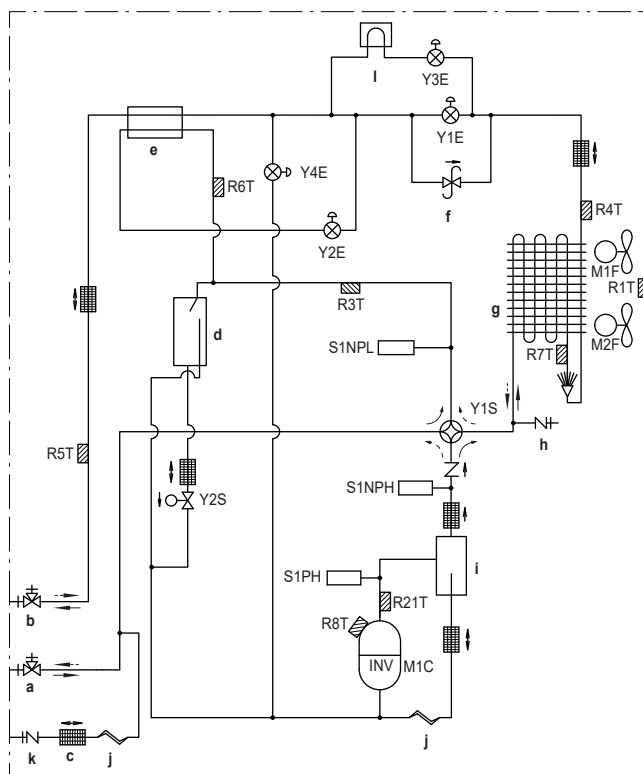 l
Y3E
Y1E
e
R6T
Y4E
f
R4T
Y2E
M1F
R1T
R3T
g
d
S1NPL
R7T
M2F
Y1S
h
R5T
S1NPH
Y2S
i
S1PH
R21T
b
R8T
INV
M1C
a
j
k
c
j